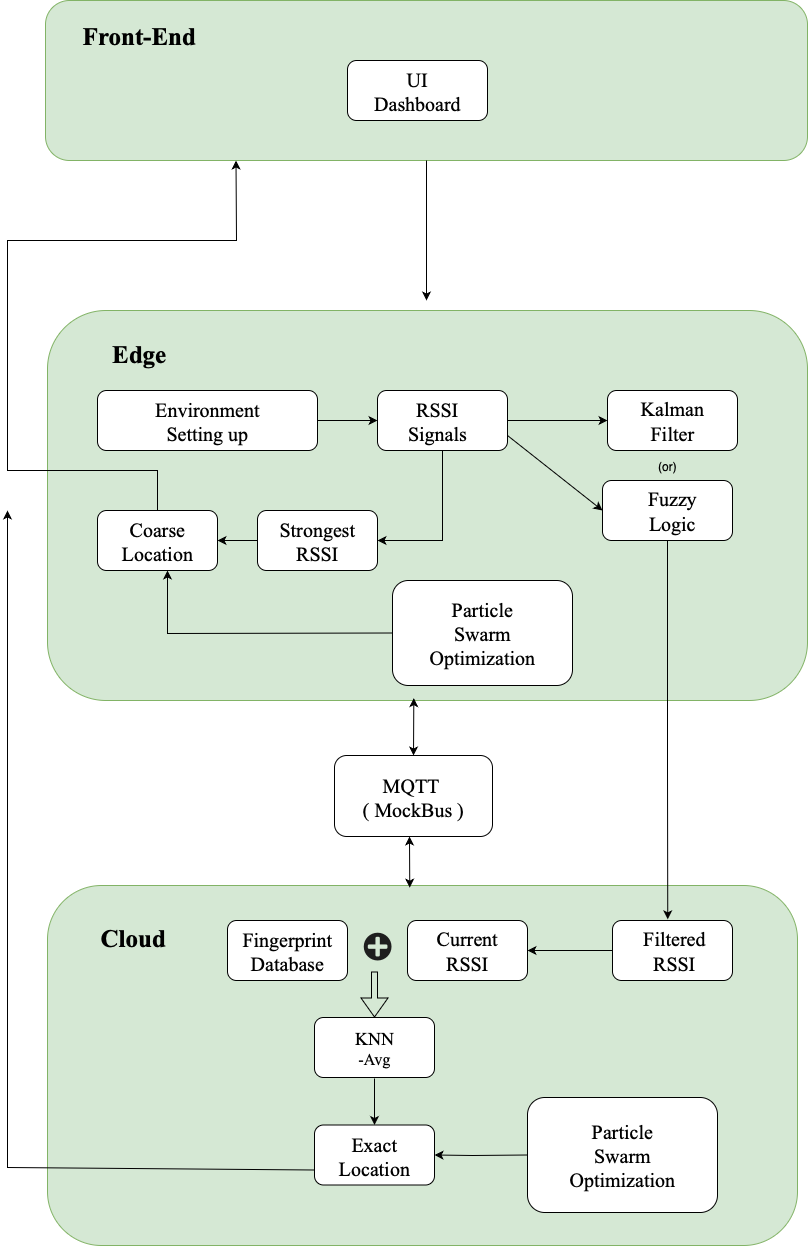 Front-End
UI
Dashboard
Edge
Environment
Setting up
RSSI
Signals
Kalman
Filter
(or)
Fuzzy
Logic
Coarse
Location
Strongest
RSSI
Particle
Swarm
Optimization
MQTT
( MockBus )
Cloud
Fingerprint
Database
Current
RSSI
Filtered
RSSI
KNN
-Avg
Exact
Location
Particle
Swarm
Optimization